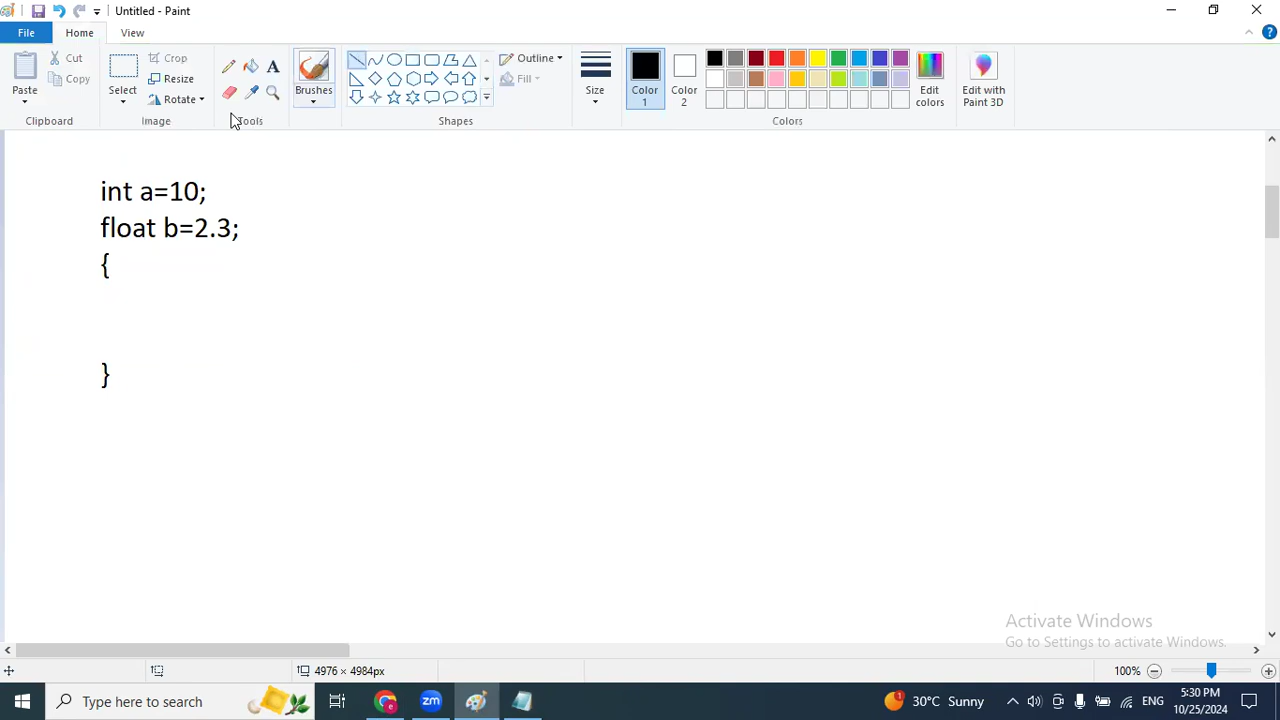 Untitled - Paint
File Home View
Paste
Cut
Copy
Clipboard
Select
Crop
Resize
Rotate
Image
Tools
Brushes
Shapes
Outline
Fill
Size
Color 1
Color 2
Colors
Edit colors
Edit with Paint 3D
int a=10;
float b=2.3;
{
}
Activate Windows
Go to Settings to activate Windows.
4976 × 4984px
100%
Type here to search
30°C Sunny
ENG
5:30 PM
10/25/2024